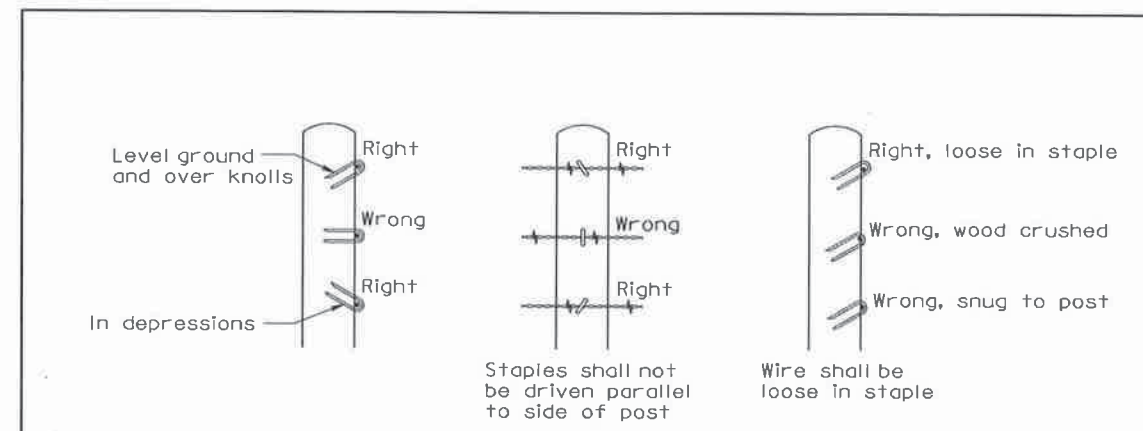 Level ground
and over knolls
Right
Wrong
Right
In depressions
Right
Wrong
Right
Staples shall not
be driven parallel
to side of post
Right, loose in staple
Wrong, wood crushed
Wrong, snug to post
Wire shall be
loose in staple